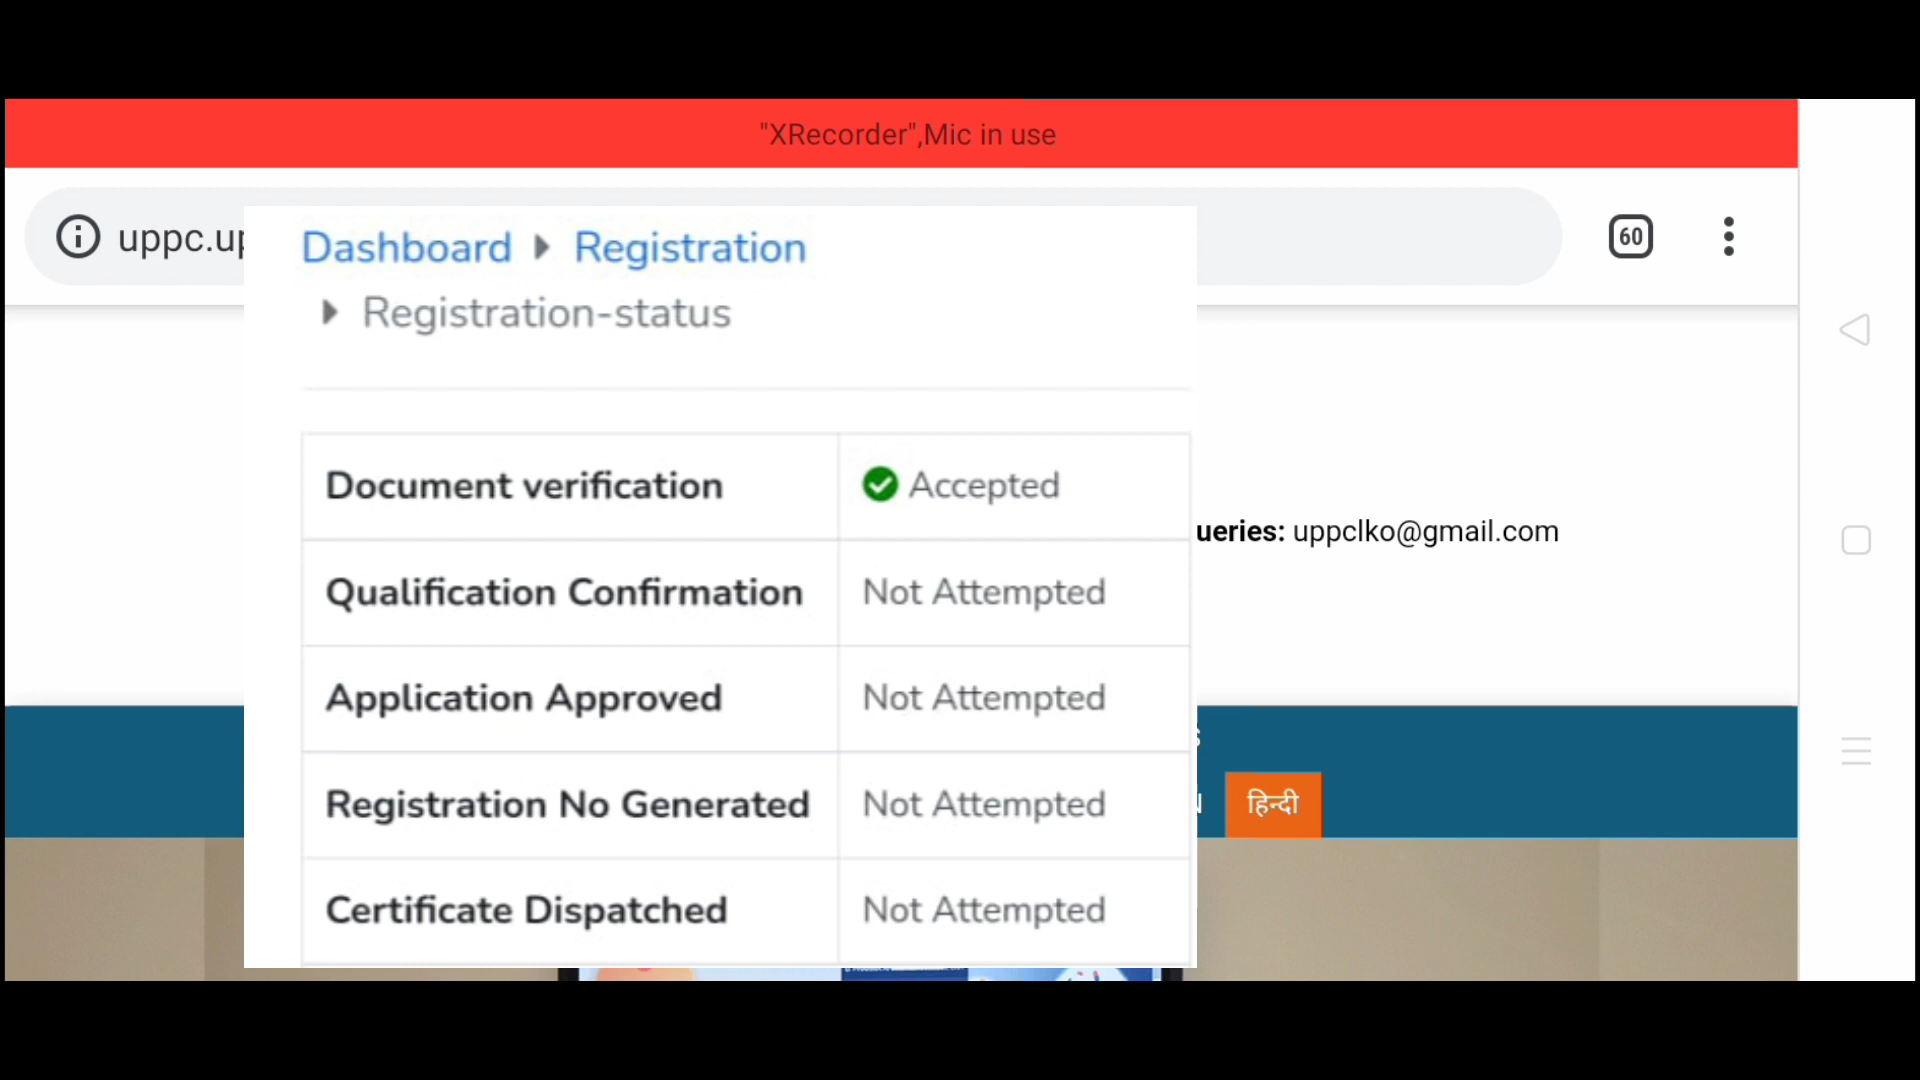 "XRecorder",Mic in use
uppc.up
60
Dashboard Registration
Registration-status
Document verification Accepted
Qualification Confirmation Not Attempted
Application Approved Not Attempted
Registration No Generated Not Attempted
Certificate Dispatched Not Attempted
ueries: uppclko@gmail.com
हिन्दी